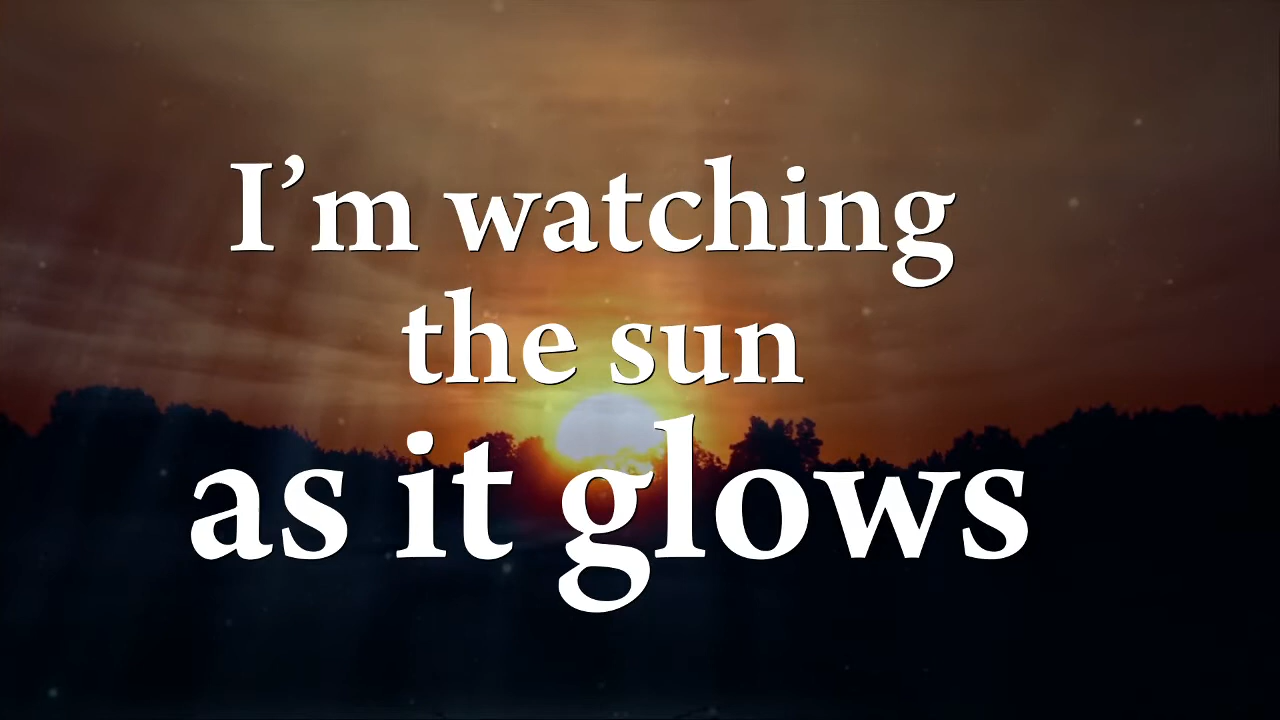 I’m watching
the sun
as it glows